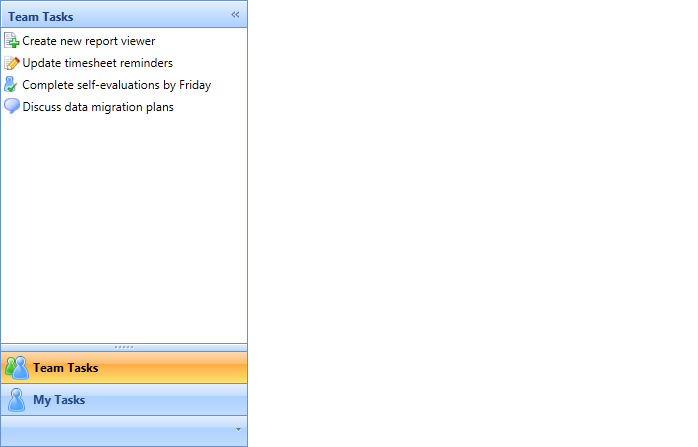 Team Tasks
Create new report viewer
Update timesheet reminders
Complete self-evaluations by Friday
Discuss data migration plans
Team Tasks
My Tasks